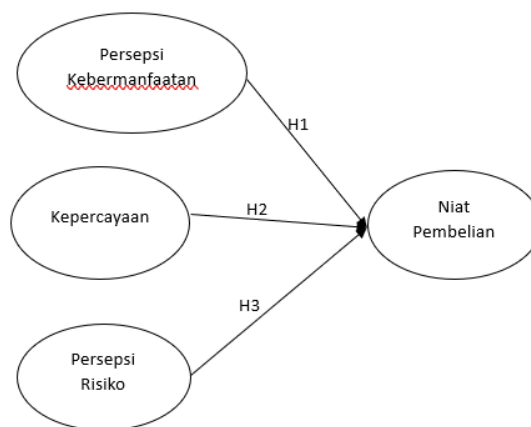 Persepsi
Kebermanfaatan
H1
Kepercayaan
H2
Niat
Pembelian
H3
Persepsi
Risiko